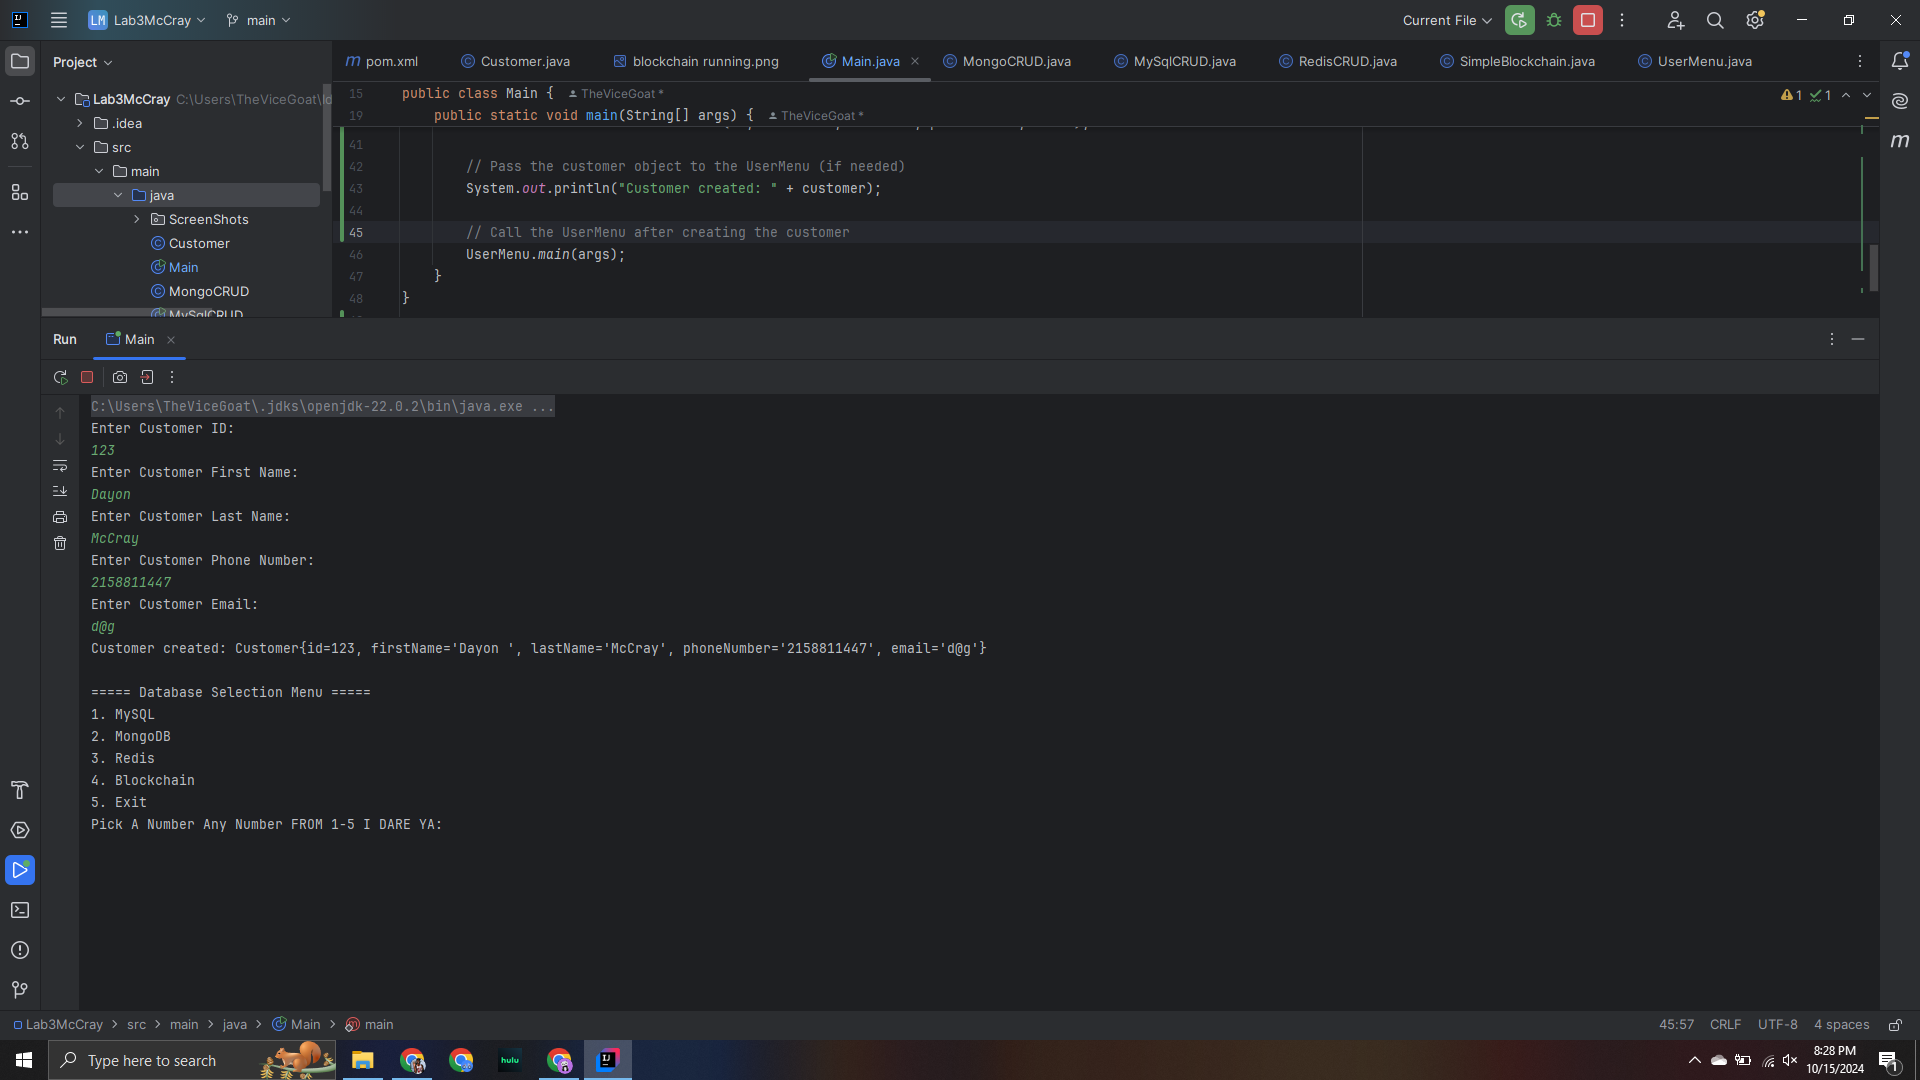 LM Lab3McCray main Current File
Project
pom.xml Customer.java blockchain running.png Main.java MongoCRUD.java MySqlCRUD.java RedisCRUD.java SimpleBlockchain.java UserMenu.java
Lab3McCray C:\Users\TheViceGoat\Id
.idea
src
main
java
ScreenShots
Customer
Main
MongoCRUD
MySqlCRUD
15 public class Main { TheViceGoat *
19 public static void main(String[] args) { TheViceGoat *
1 1
41
42 // Pass the customer object to the UserMenu (if needed)
43 System.out.println("Customer created: " + customer);
44
45 // Call the UserMenu after creating the customer
46 UserMenu.main(args);
47 }
48 }
Run Main
C:\Users\TheViceGoat\.jdks\openjdk-22.0.2\bin\java.exe ...
Enter Customer ID:
123
Enter Customer First Name:
Dayon
Enter Customer Last Name:
McCray
Enter Customer Phone Number:
2158811447
Enter Customer Email:
d@g
Customer created: Customer{id=123, firstName='Dayon ', lastName='McCray', phoneNumber='2158811447', email='d@g'}
===== Database Selection Menu =====
1. MySQL
2. MongoDB
3. Redis
4. Blockchain
5. Exit
Pick A Number Any Number FROM 1-5 I DARE YA:
Lab3McCray > src > main > java > Main > main
45:57 CRLF UTF-8 4 spaces
Type here to search
hulu
8:28 PM
10/15/2024
1